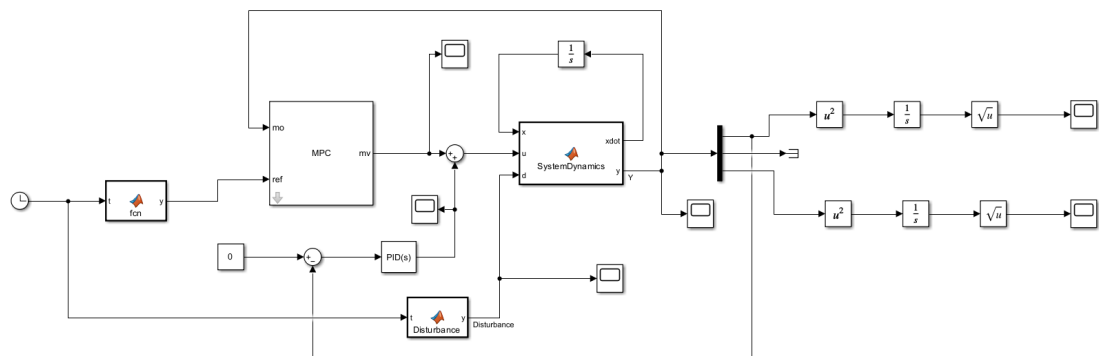 1
s
mo
MPC
mv
ref
+
+
x
u
d
xdot
SystemDynamics
y
Y
u²
1
s
√u
u²
1
s
√u
t
y
fcn
0
+
−
PID(s)
t
y
Disturbance
Disturbance